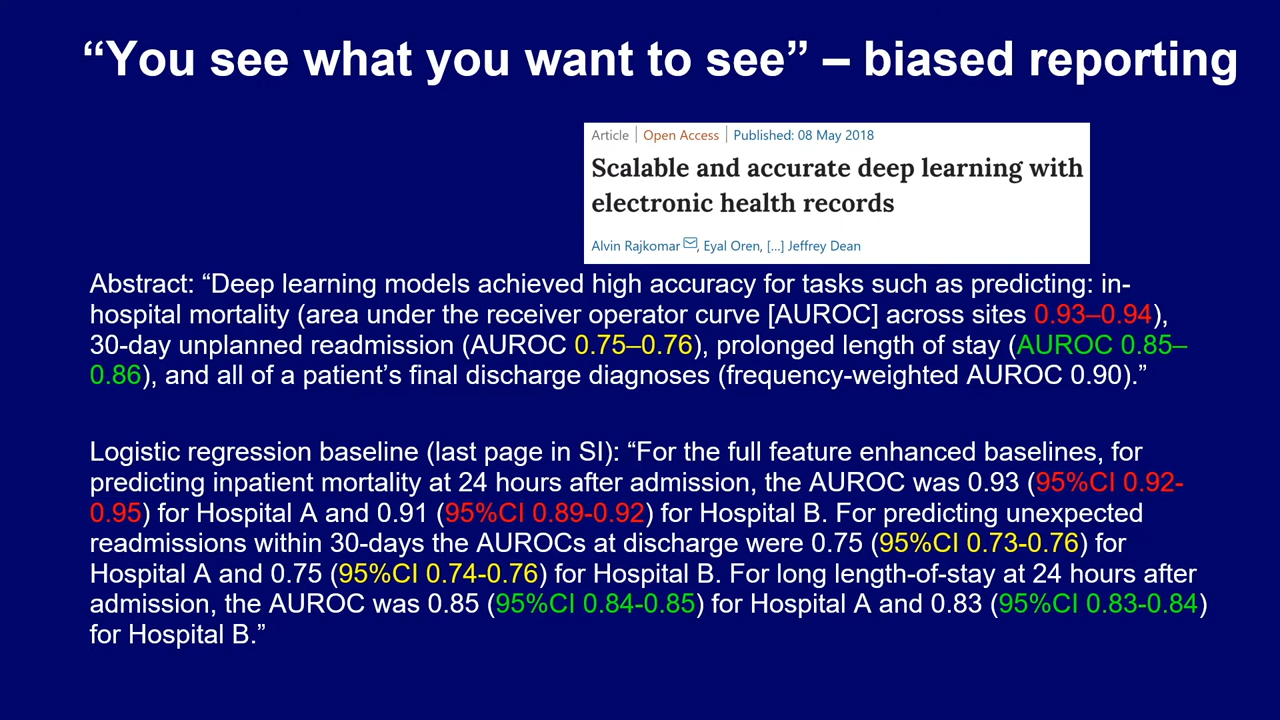 “You see what you want to see” – biased reporting
Article | Open Access | Published: 08 May 2018
Scalable and accurate deep learning with
electronic health records
Alvin Rajkomar, Eyal Oren, [...] Jeffrey Dean
Abstract: “Deep learning models achieved high accuracy for tasks such as predicting: in-
hospital mortality (area under the receiver operator curve [AUROC] across sites 0.93–0.94),
30-day unplanned readmission (AUROC 0.75–0.76), prolonged length of stay (AUROC 0.85–
0.86), and all of a patient’s final discharge diagnoses (frequency-weighted AUROC 0.90).”
Logistic regression baseline (last page in SI): “For the full feature enhanced baselines, for
predicting inpatient mortality at 24 hours after admission, the AUROC was 0.93 (95%CI 0.92-
0.95) for Hospital A and 0.91 (95%CI 0.89-0.92) for Hospital B. For predicting unexpected
readmissions within 30-days the AUROCs at discharge were 0.75 (95%CI 0.73-0.76) for
Hospital A and 0.75 (95%CI 0.74-0.76) for Hospital B. For long length-of-stay at 24 hours after
admission, the AUROC was 0.85 (95%CI 0.84-0.85) for Hospital A and 0.83 (95%CI 0.83-0.84)
for Hospital B.”